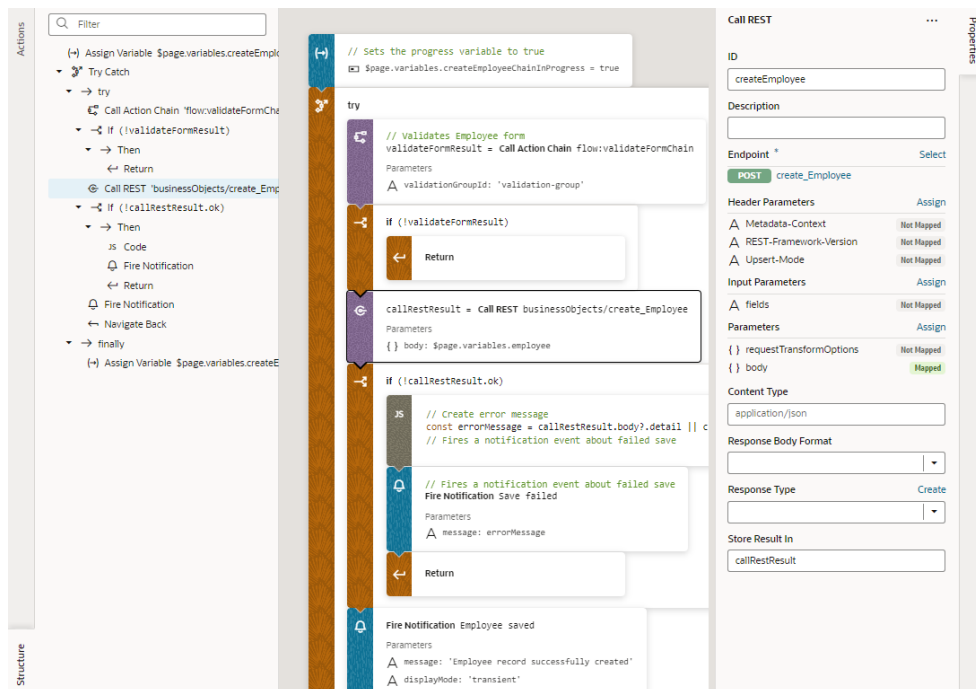 Actions
Filter
Assign Variable $page.variables.createEmplo
Try Catch
try
Call Action Chain 'flow:validateFormCha
If (!validateFormResult)
Then
Return
Call REST 'businessObjects/create_Emp
If (!callRestResult.ok)
Then
JS Code
Fire Notification
Return
Fire Notification
Navigate Back
finally
Assign Variable $page.variables.createE
Structure
// Sets the progress variable to true
$page.variables.createEmployeeChainInProgress = true
try
// Validates Employee form
validateFormResult = Call Action Chain flow:validateFormChain
Parameters
A validationGroupId: 'validation-group'
if (!validateFormResult)
Return
callRestResult = Call REST businessObjects/create_Employee
Parameters
{ } body: $page.variables.employee
if (!callRestResult.ok)
JS
// Create error message
const errorMessage = callRestResult.body?.detail || c
// Fires a notification event about failed save
// Fires a notification event about failed save
Fire Notification Save failed
Parameters
A message: errorMessage
Return
Fire Notification Employee saved
Parameters
A message: 'Employee record successfully created'
A displayMode: 'transient'
Call REST ...
ID
createEmployee
Description
Endpoint * Select
POST create_Employee
Header Parameters Assign
A Metadata-Context Not Mapped
A REST-Framework-Version Not Mapped
A Upsert-Mode Not Mapped
Input Parameters Assign
A fields Not Mapped
Parameters Assign
{ } requestTransformOptions Not Mapped
{ } body Mapped
Content Type
application/json
Response Body Format
Response Type Create
Store Result In
callRestResult
Properties